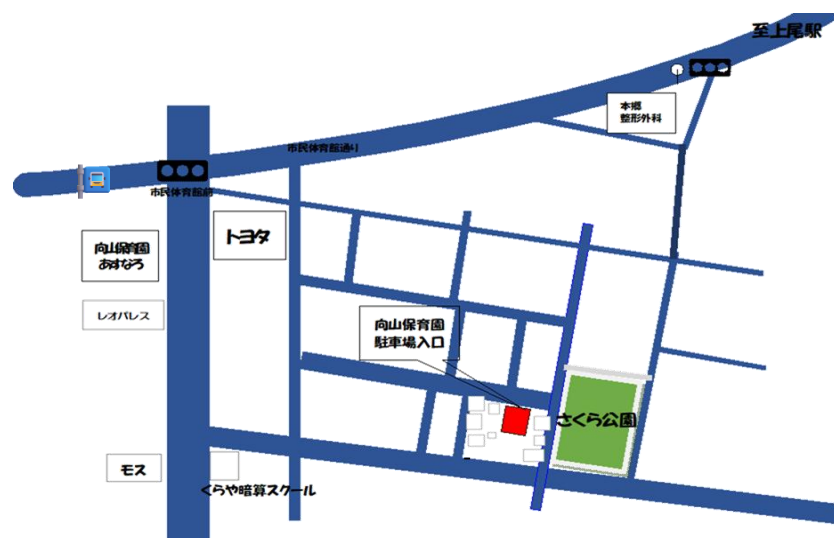 至上尾駅
本郷
整形外科
市民体育館通り
市民体育館前
トヨタ
向山保育園
あすなろ
レオパレス
向山保育園
駐車場入口
さくら公園
モス
くらや暗算スクール